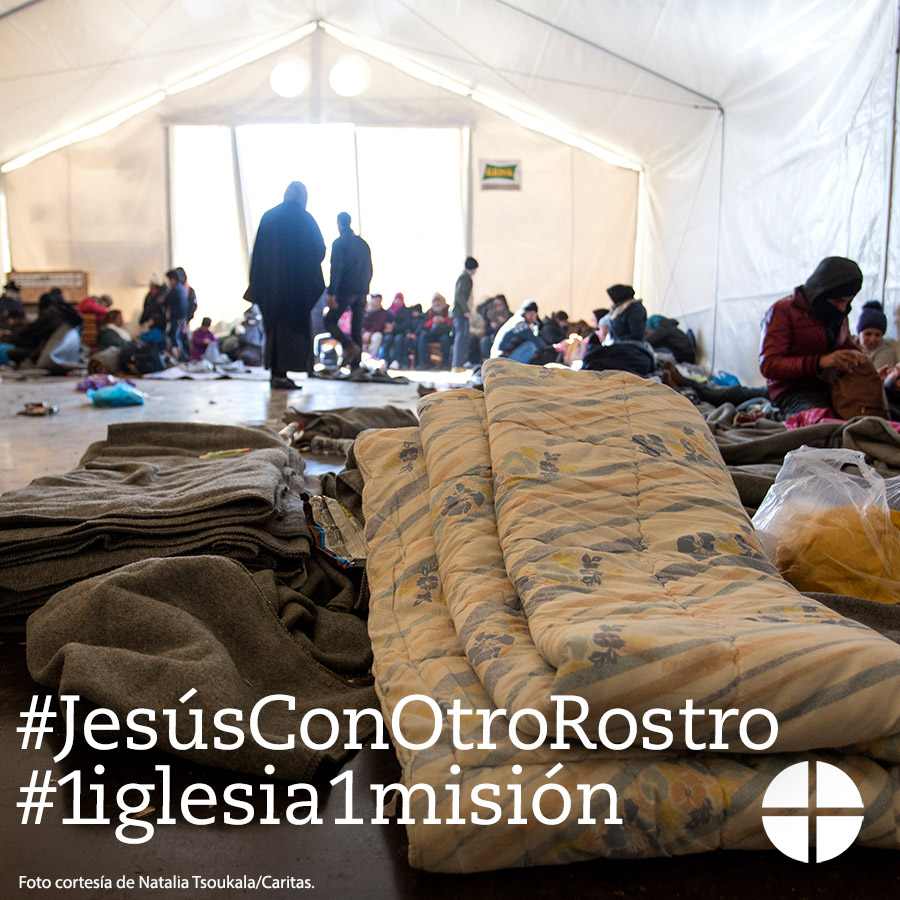 #JesúsConOtroRostro
#1iglesia1misión
Foto cortesía de Natalia Tsoukala/Caritas.